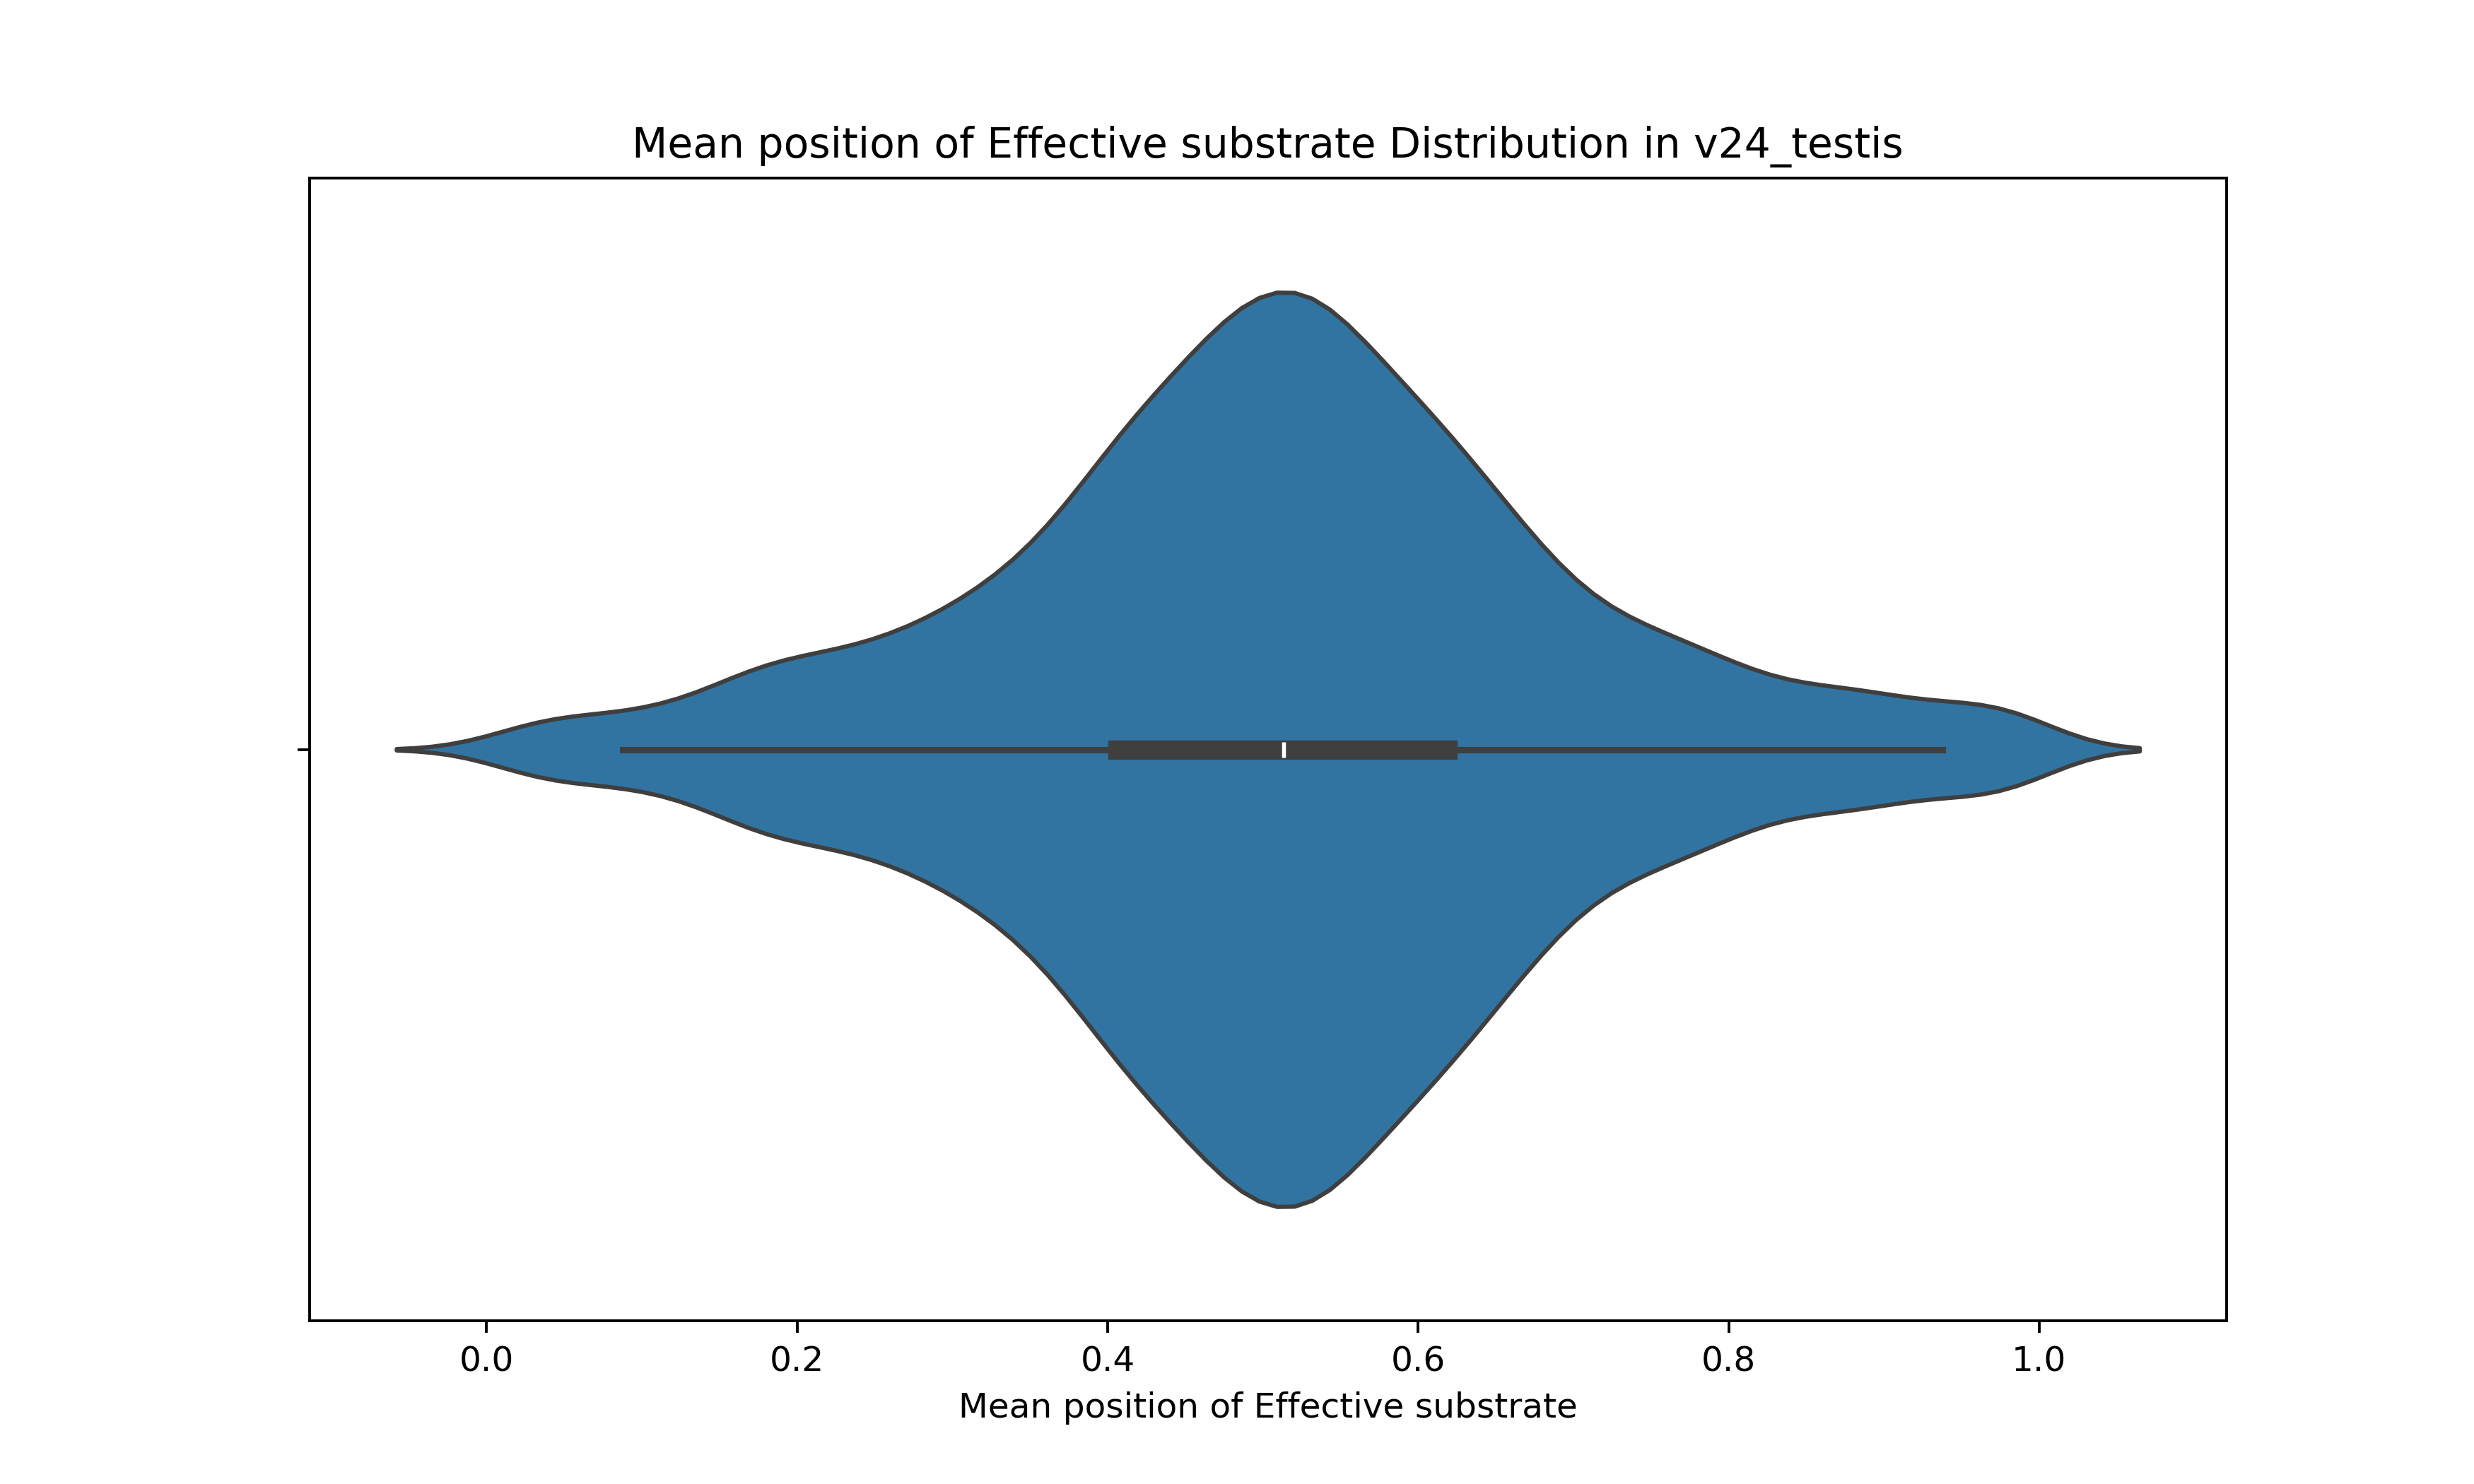 Mean position of Effective substrate Distribution in v24_testis
0.0 0.2 0.4 0.6 0.8 1.0
Mean position of Effective substrate